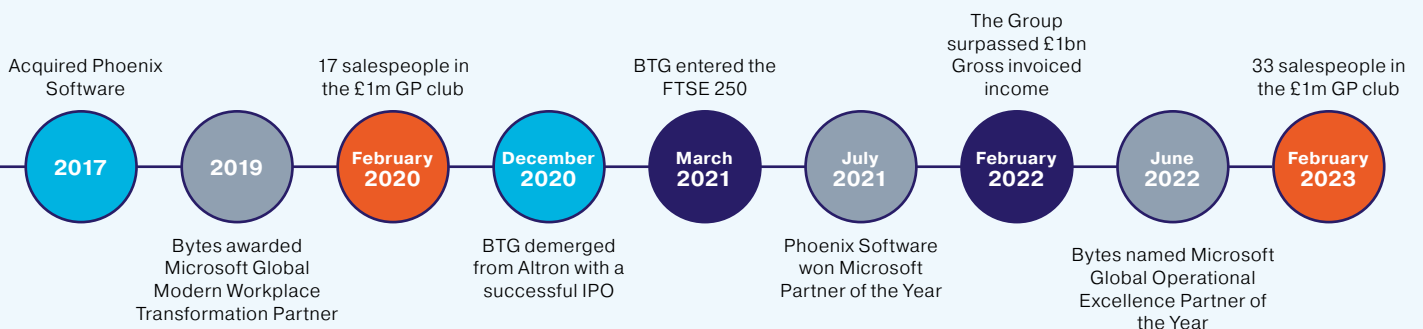 Acquired Phoenix
Software
2017
2019
Bytes awarded
Microsoft Global
Modern Workplace
Transformation Partner
17 salespeople in
the £1m GP club
February
2020
December
2020
BTG demerged
from Altron with a
successful IPO
BTG entered the
FTSE 250
March
2021
July
2021
Phoenix Software
won Microsoft
Partner of the Year
The Group
surpassed £1bn
Gross invoiced
income
February
2022
June
2022
Bytes named Microsoft
Global Operational
Excellence Partner of
the Year
33 salespeople in
the £1m GP club
February
2023